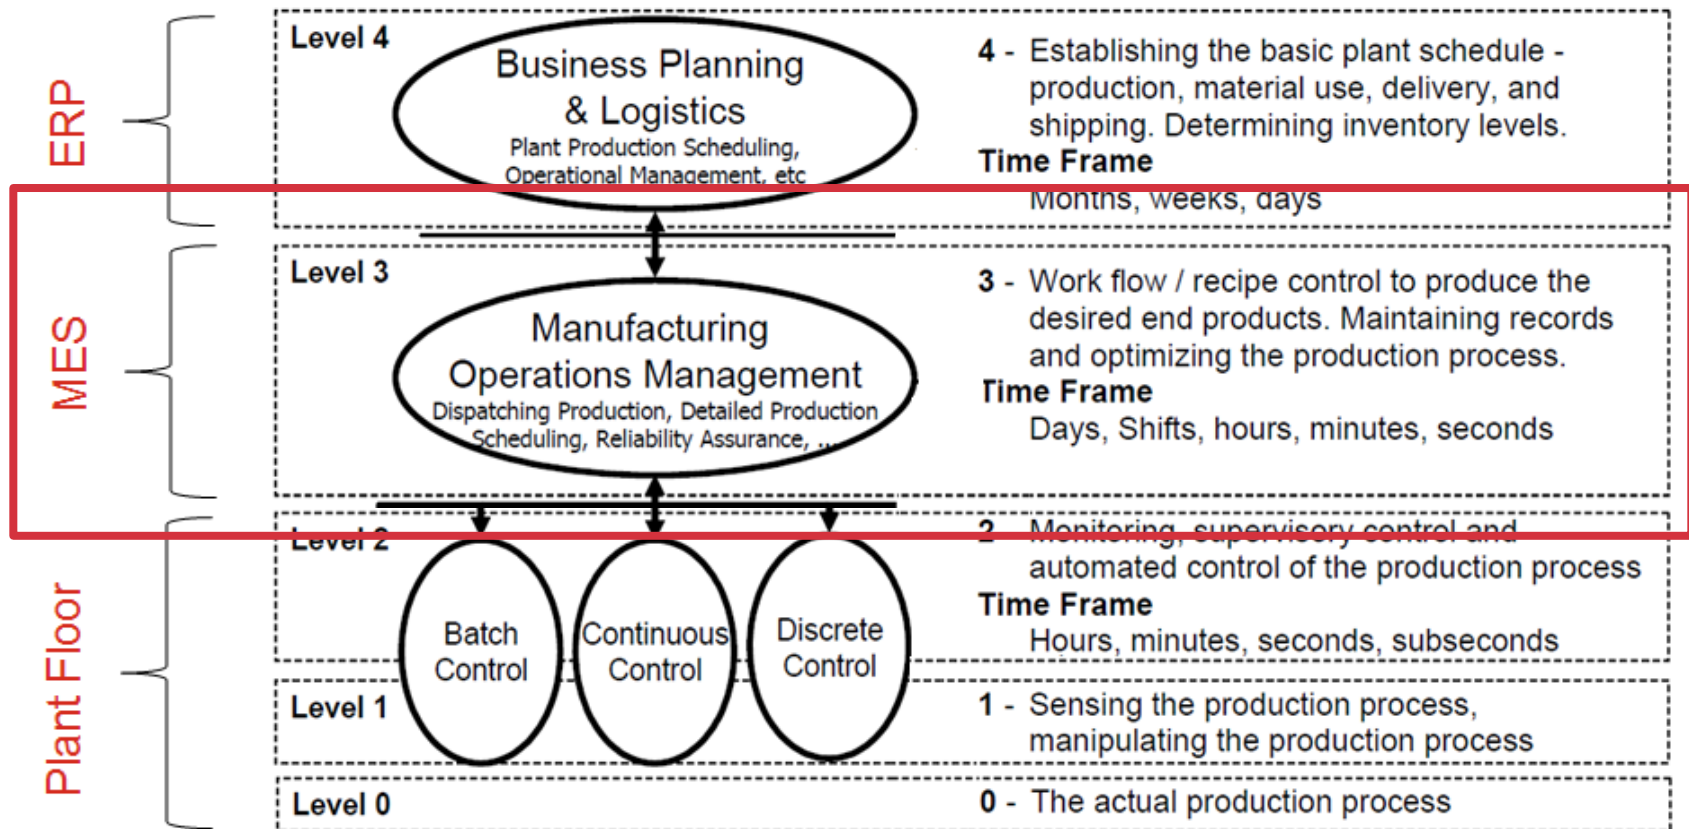 ERP
Level 4
Business Planning
& Logistics
Plant Production Scheduling,
Operational Management, etc
4 - Establishing the basic plant schedule -
production, material use, delivery, and
shipping. Determining inventory levels.
Time Frame
Months, weeks, days
MES
Level 3
Manufacturing
Operations Management
Dispatching Production, Detailed Production
Scheduling, Reliability Assurance, ...
3 - Work flow / recipe control to produce the
desired end products. Maintaining records
and optimizing the production process.
Time Frame
Days, Shifts, hours, minutes, seconds
Plant Floor
Level 2
Batch
Control
Continuous
Control
Discrete
Control
2 - Monitoring, supervisory control and
automated control of the production process
Time Frame
Hours, minutes, seconds, subseconds
Level 1
1 - Sensing the production process,
manipulating the production process
Level 0
0 - The actual production process